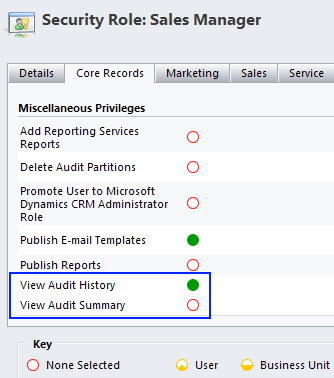 Security Role: Sales Manager
Details Core Records Marketing Sales Service
Miscellaneous Privileges
Add Reporting Services
Reports
Delete Audit Partitions
Promote User to Microsoft
Dynamics CRM Administrator
Role
Publish E-mail Templates
Publish Reports
View Audit History
View Audit Summary
Key
None Selected User Business Unit